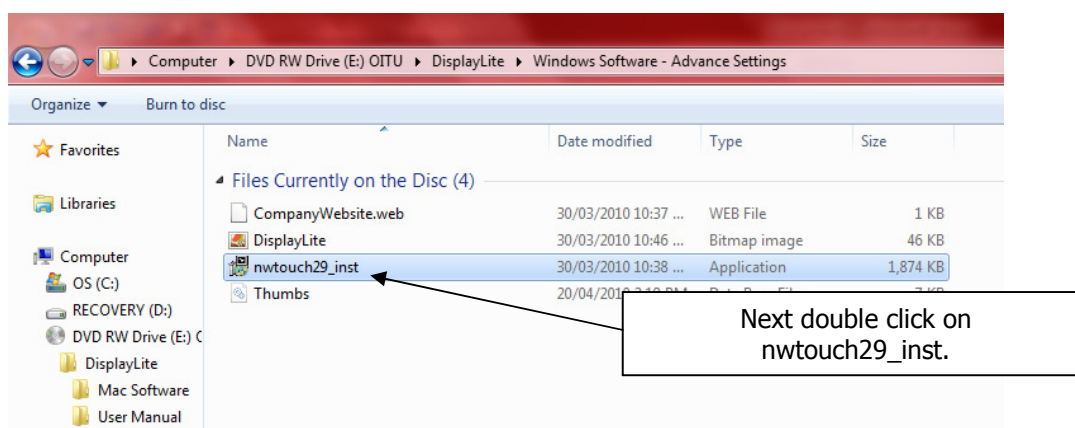 Computer ▸ DVD RW Drive (E:) OITU ▸ DisplayLite ▸ Windows Software - Advance Settings
Organize Burn to disc
Name Date modified Type Size
Favorites
Files Currently on the Disc (4)
Libraries
CompanyWebsite.web 30/03/2010 10:37 ... WEB File 1 KB
DisplayLite 30/03/2010 10:46 ... Bitmap image 46 KB
Computer
nwtouch29_inst 30/03/2010 10:38 ... Application 1,874 KB
OS (C:)
Thumbs 20/04/201
RECOVERY (D:)
DVD RW Drive (E:) O
DisplayLite
Mac Software
User Manual
Next double click on
nwtouch29_inst.